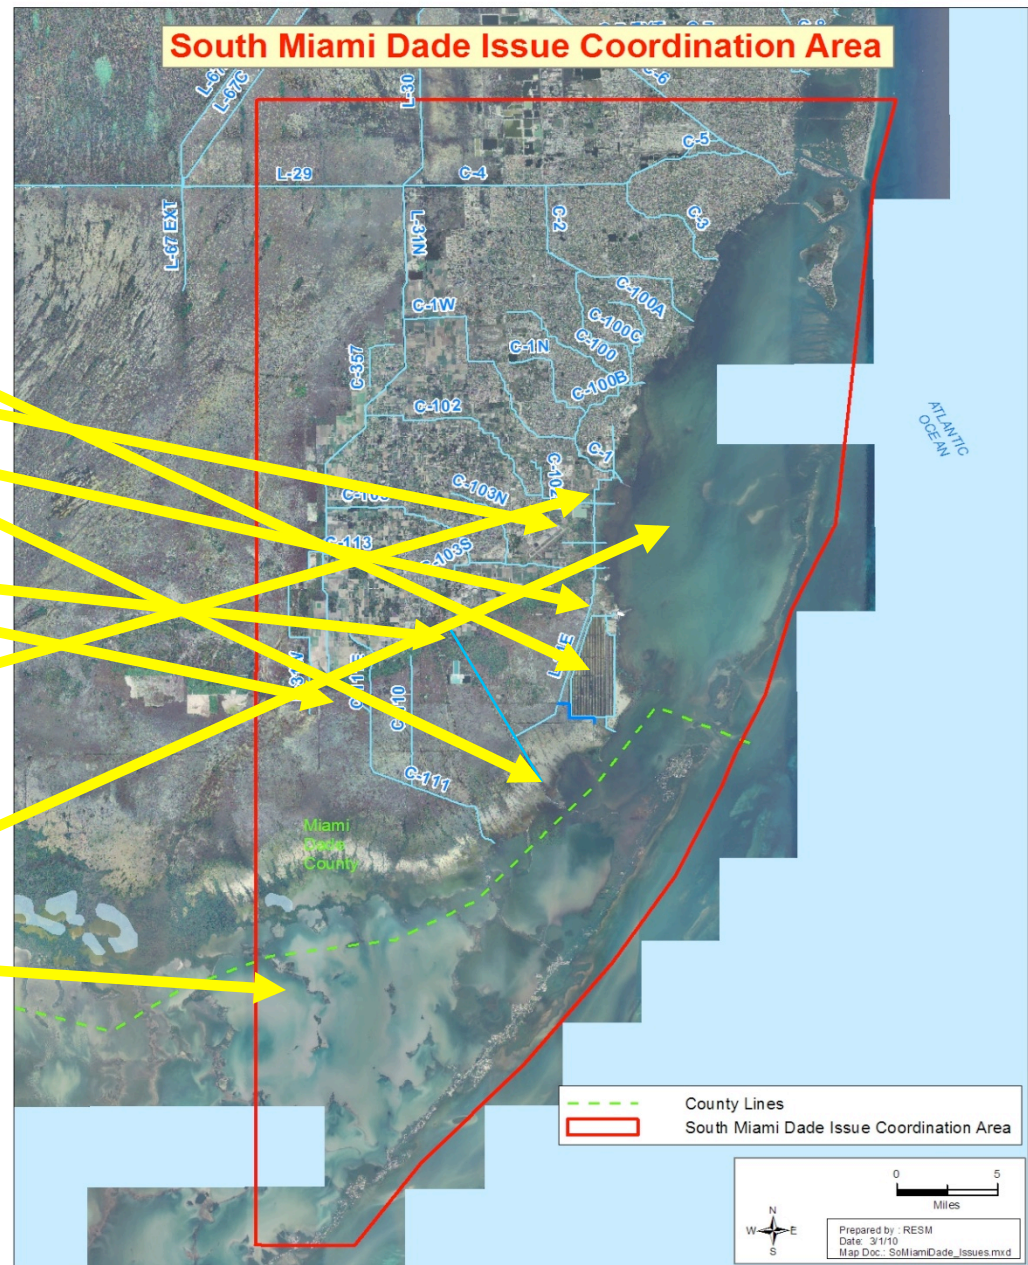 South Miami Dade Issue Coordination Area
C-6
L-67C
L-30
C-5
L-29
C-4
C-2
C-3
L-67 EXT
L-31N
C-100A
C-1W
C-100C
C-100
C-1N
C-357
C-100B
C-102
ATLANTIC
OCEAN
C-1
C-102
C-103N
C-113
C-103S
C-111E
C-110
C-111
Miami
Dade
County
County Lines
South Miami Dade Issue Coordination Area
0 5
Miles
N
W E
S
Prepared by : RESM
Date: 3/1/10
Map Doc.: SoMiamiDade_Issues.mxd